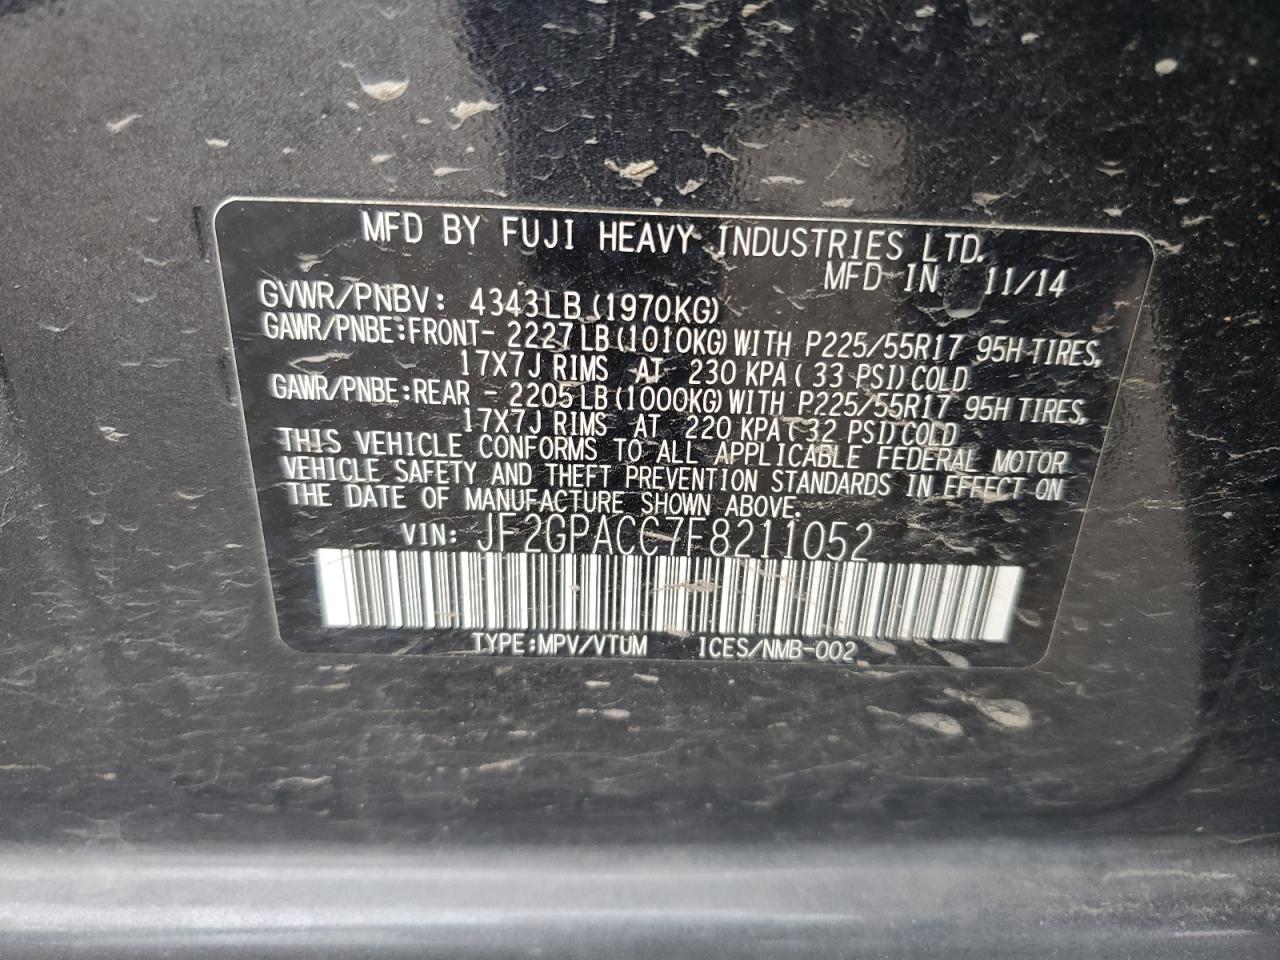 MFD BY FUJI HEAVY INDUSTRIES LTD.
MFD IN 11/14
GVWR/PNBV: 4343LB (1970KG)
GAWR/PNBE:FRONT- 2227LB(1010KG)WITH P225/55R17 95H TIRES,
17X7J RIMS AT 230 KPA( 33 PSI)COLD
GAWR/PNBE:REAR - 2205LB(1000KG)WITH P225/55R17 95H TIRES,
17X7J RIMS AT 220 KPA( 32 PSI)COLD
THIS VEHICLE CONFORMS TO ALL APPLICABLE FEDERAL MOTOR
VEHICLE SAFETY AND THEFT PREVENTION STANDARDS IN EFFECT ON
THE DATE OF MANUFACTURE SHOWN ABOVE.
VIN: JF2GPACC7F8211052
TYPE:MPV/VTUM ICES/NMB-002